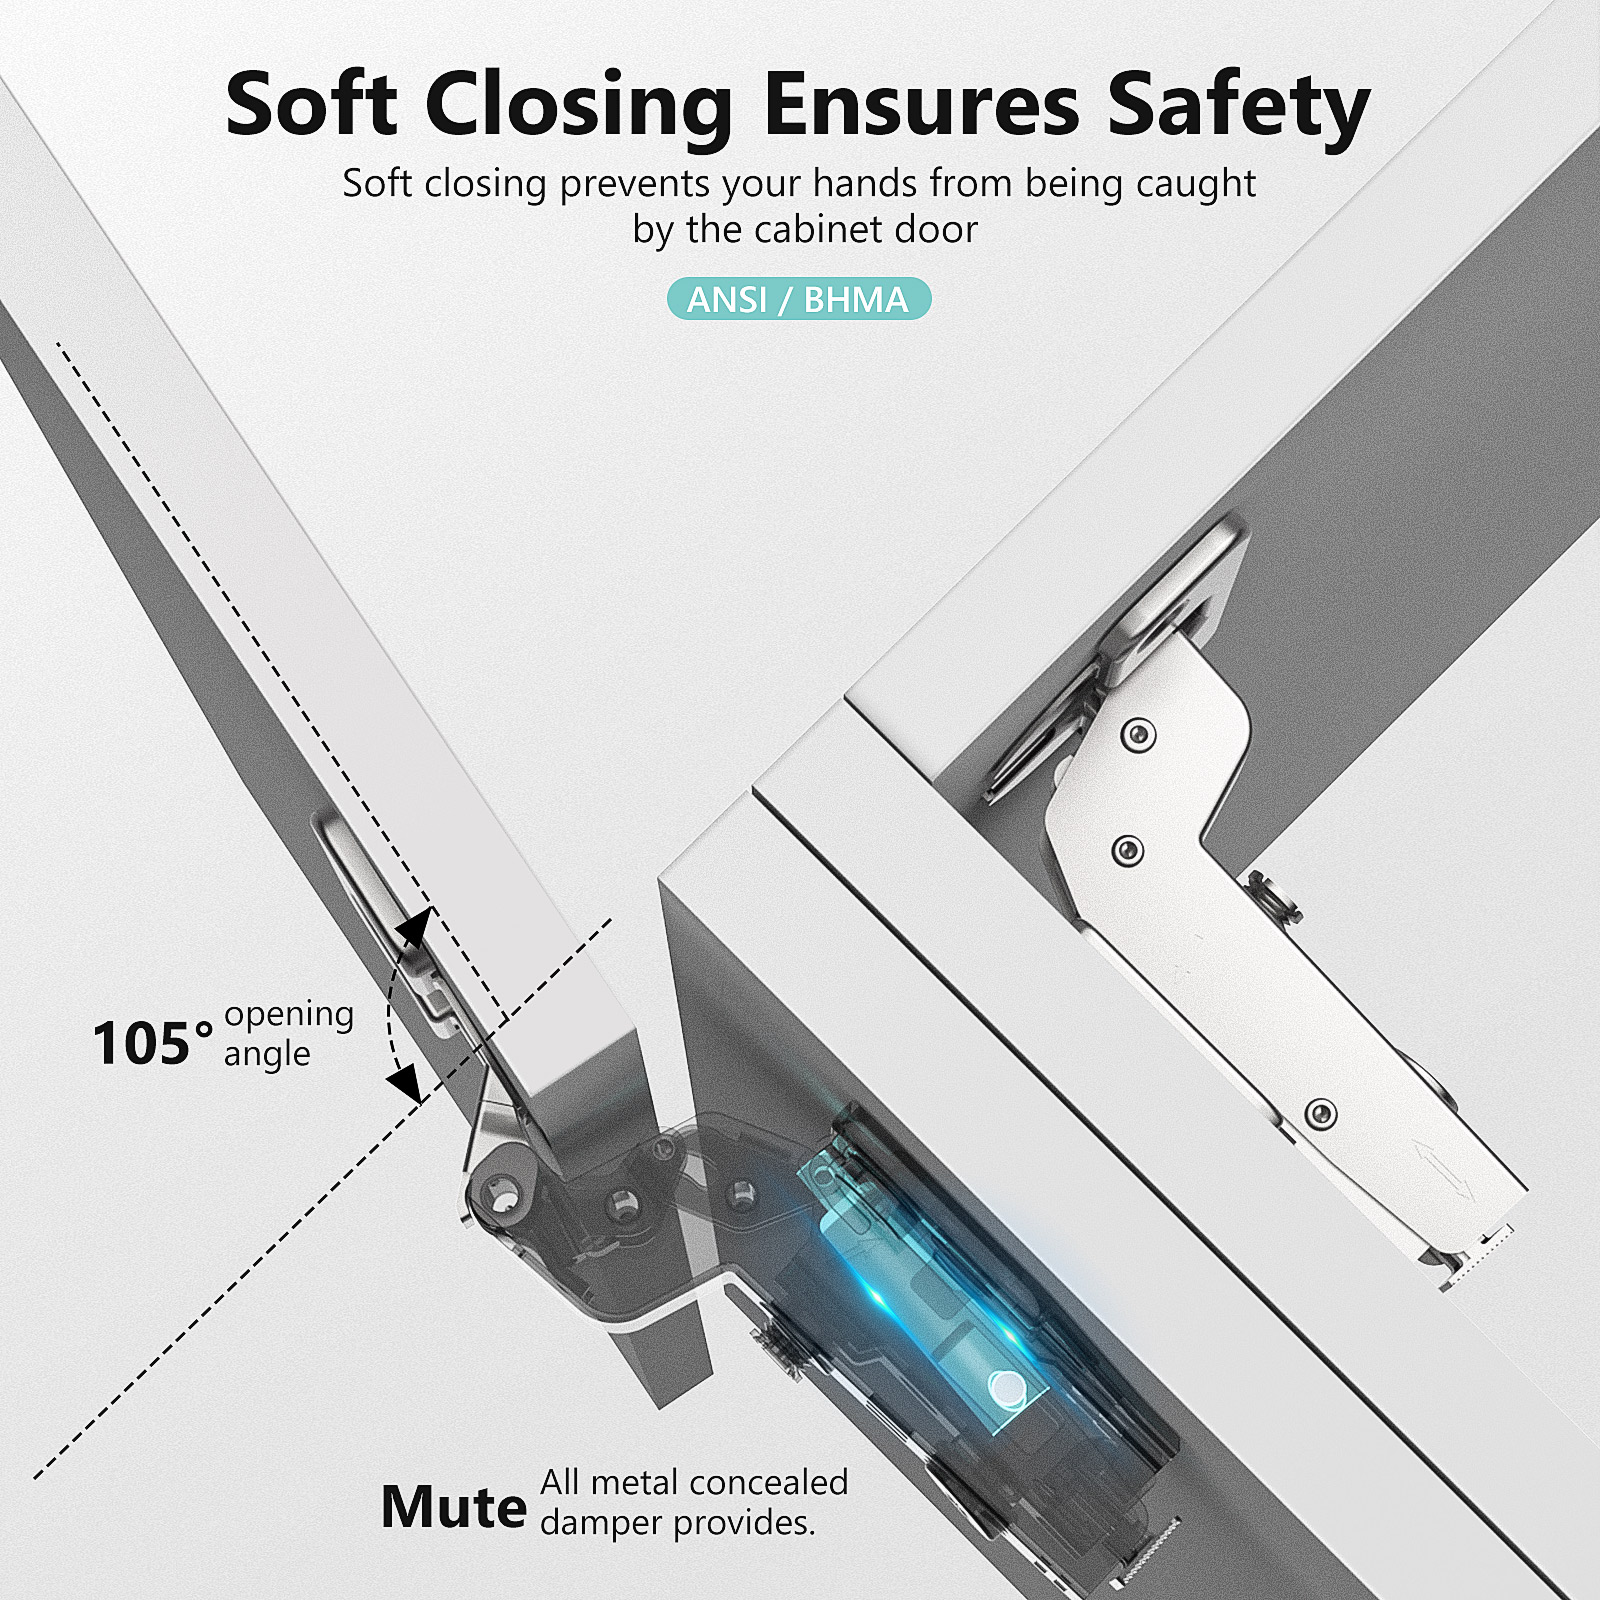 Soft Closing Ensures Safety
Soft closing prevents your hands from being caught
by the cabinet door
ANSI / BHMA
105° opening
angle
Mute All metal concealed
damper provides.